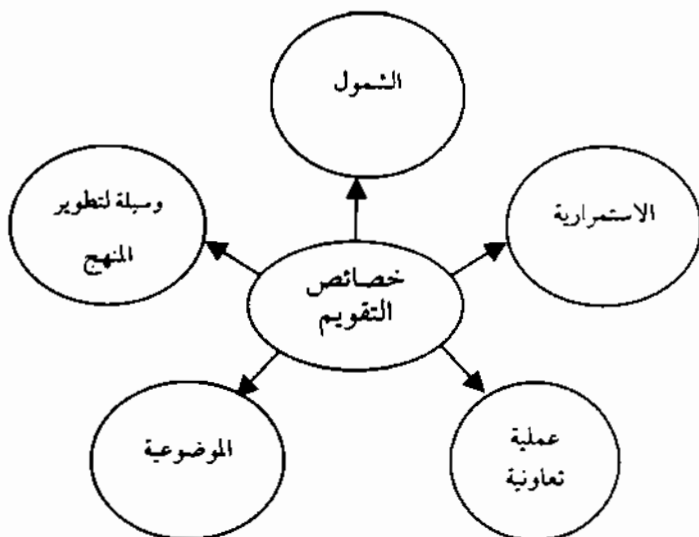 الشمول
الاستمرارية
وسيلة لتطوير
المنهج
خصائص
التقويم
عملية
تعاونية
الموضوعية